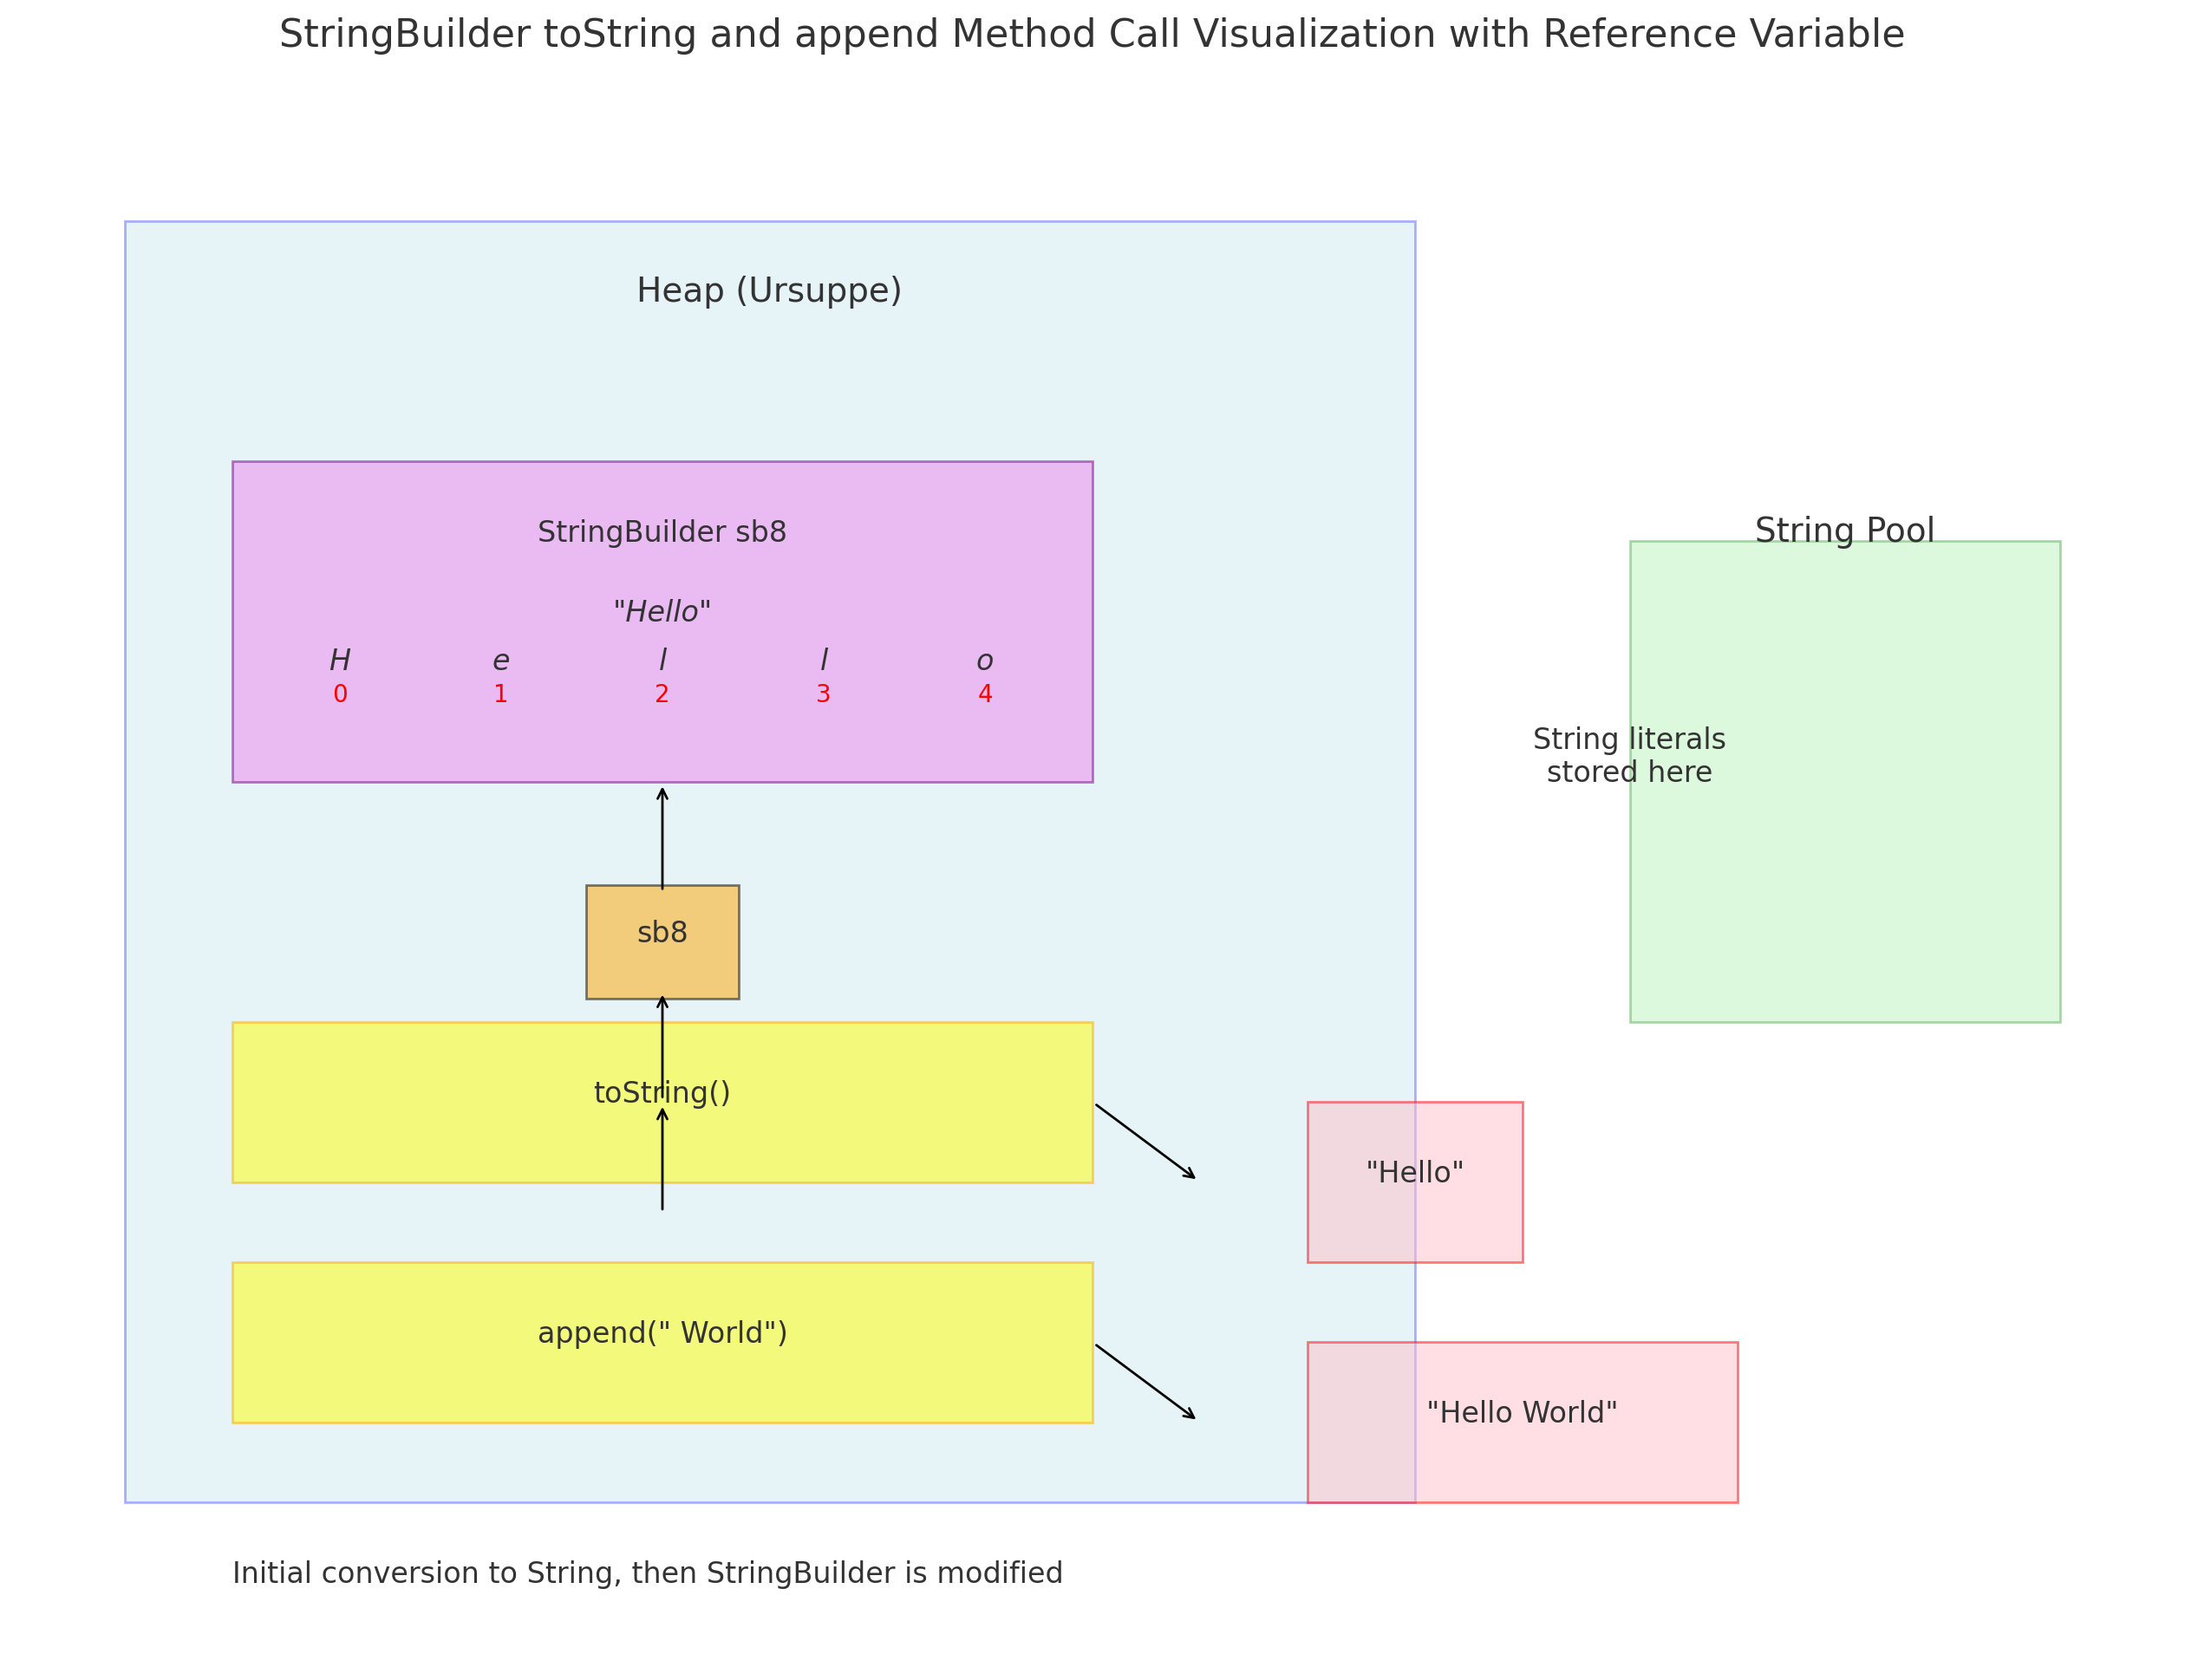 StringBuilder toString and append Method Call Visualization with Reference Variable
Heap (Ursuppe)
StringBuilder sb8
"Hello"
H e l l o
0 1 2 3 4
String Pool
String literals
stored here
sb8
toString()
"Hello"
append(" World")
"Hello World"
Initial conversion to String, then StringBuilder is modified